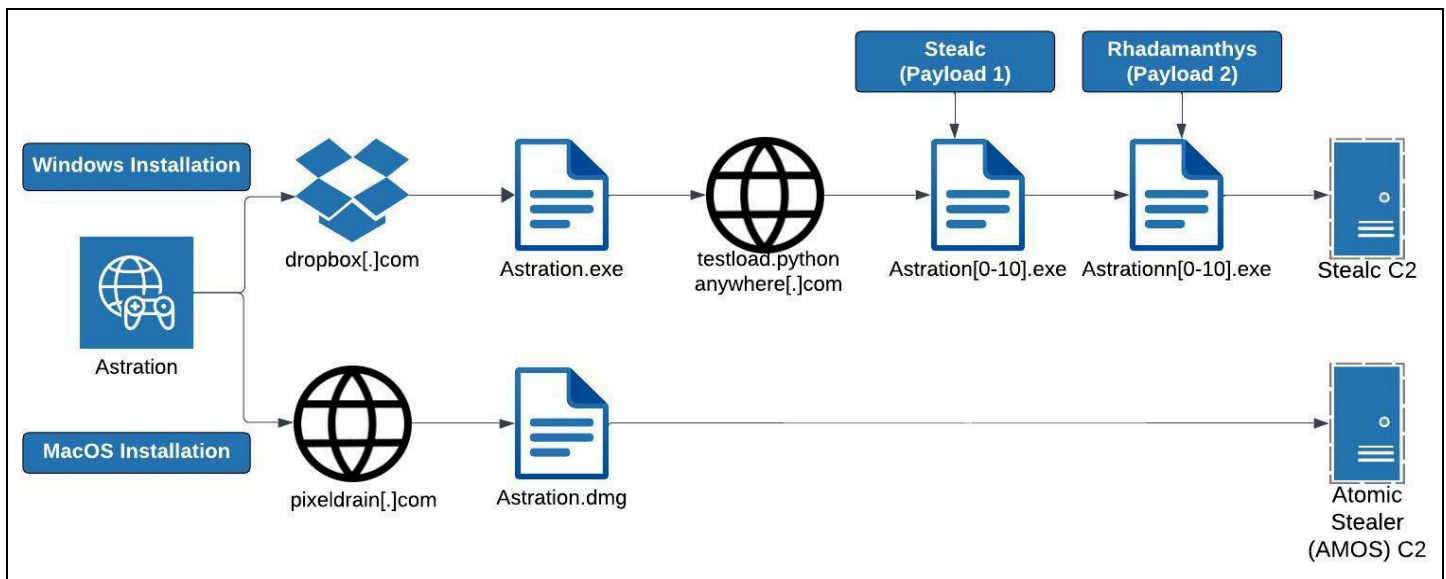 Stealc
(Payload 1)
Rhadamanthys
(Payload 2)
Windows Installation
dropbox[.]com
Astration.exe
testload.python
anywhere[.]com
Astration[0-10].exe
Astrationn[0-10].exe
Stealc C2
Astration
MacOS Installation
pixeldrain[.]com
Astration.dmg
Atomic
Stealer
(AMOS) C2